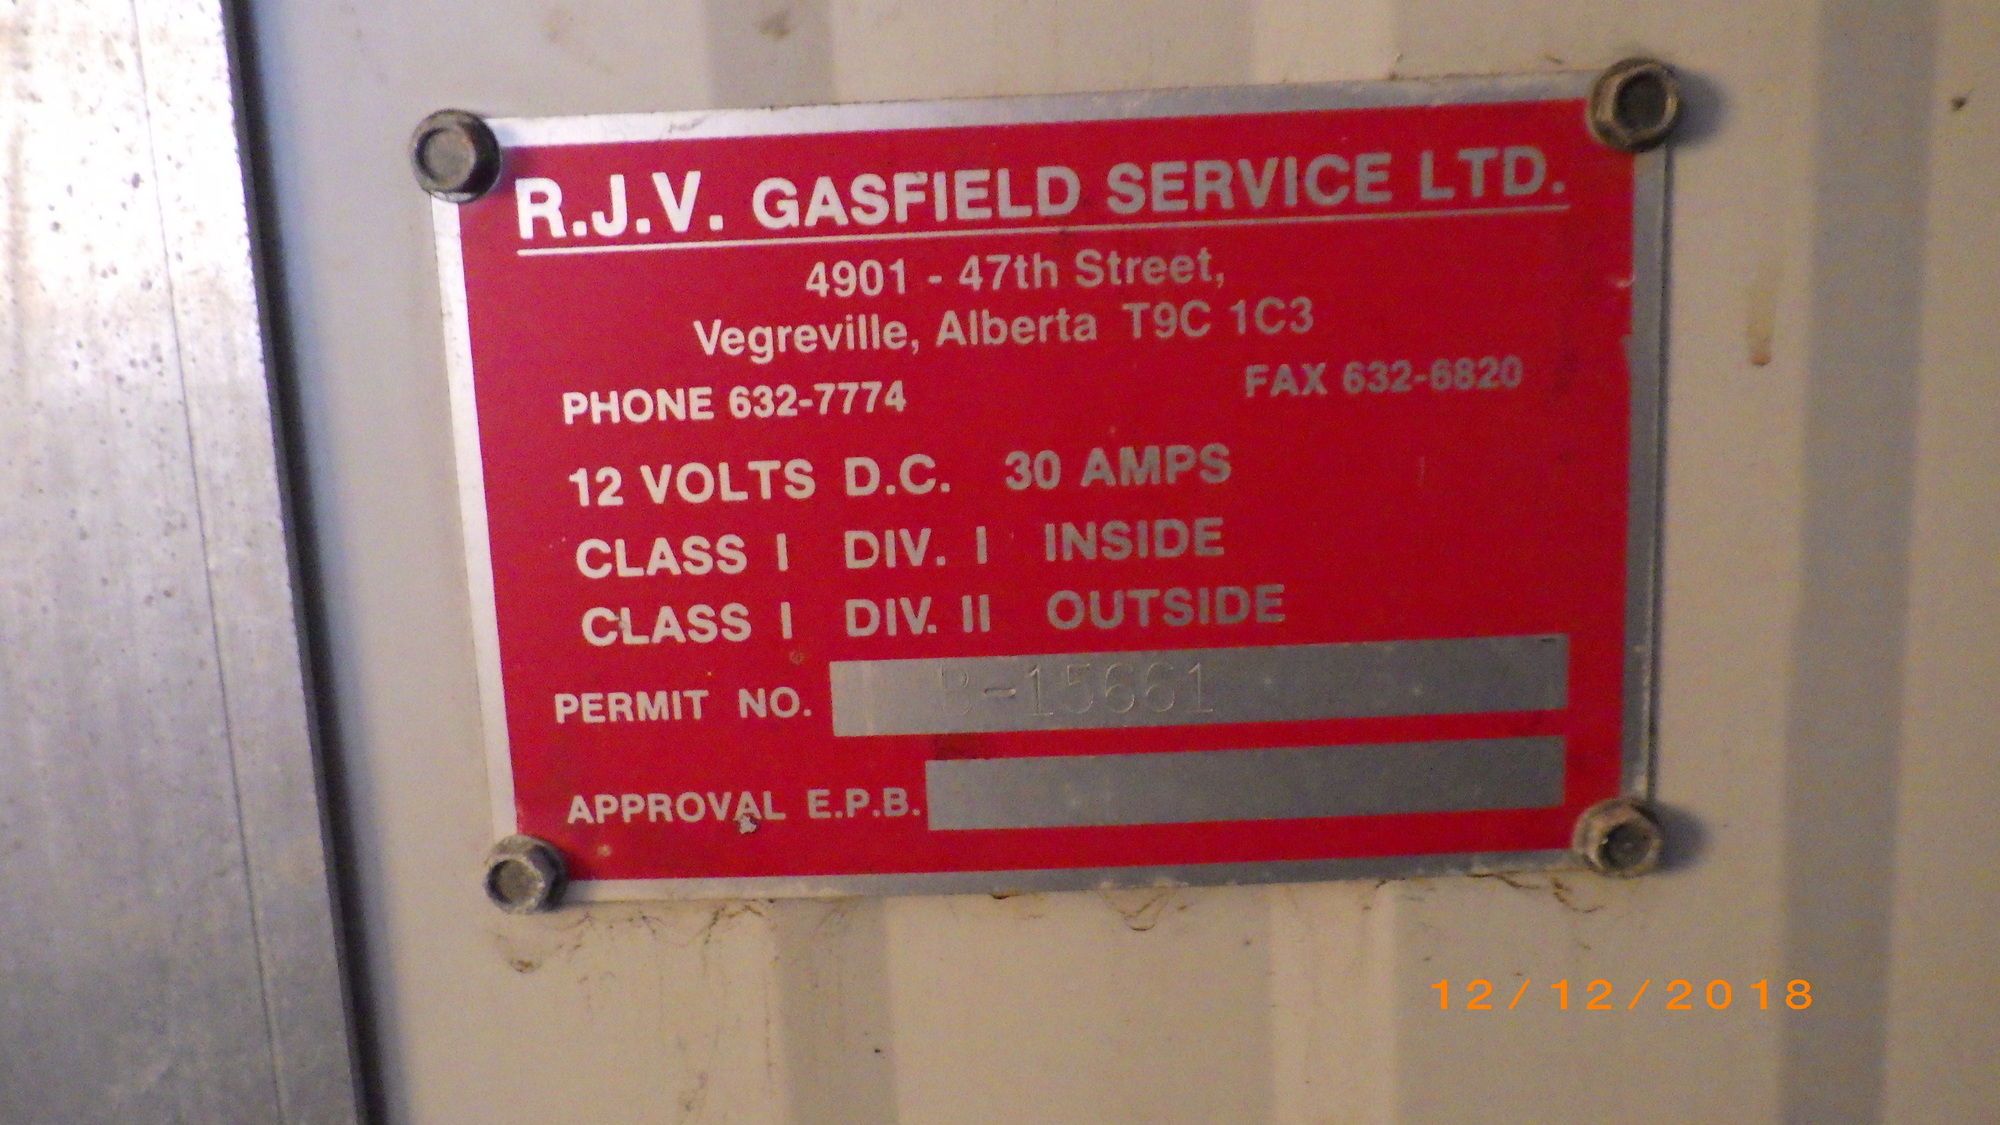 R.J.V. GASFIELD SERVICE LTD.
4901 - 47th Street,
Vegreville, Alberta T9C 1C3
PHONE 632-7774 FAX 632-6820
12 VOLTS D.C. 30 AMPS
CLASS I DIV. I INSIDE
CLASS I DIV. II OUTSIDE
PERMIT NO. B-15661
APPROVAL E.P.B.
12/12/2018